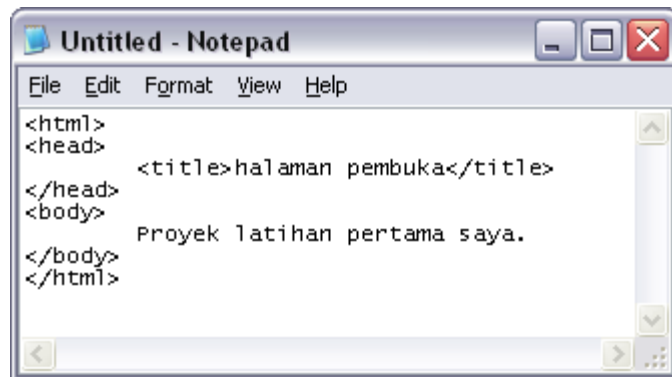 Untitled - Notepad
File Edit Format View Help
<html>
<head>
<title>halaman pembuka</title>
</head>
<body>
Proyek latihan pertama saya.
</body>
</html>